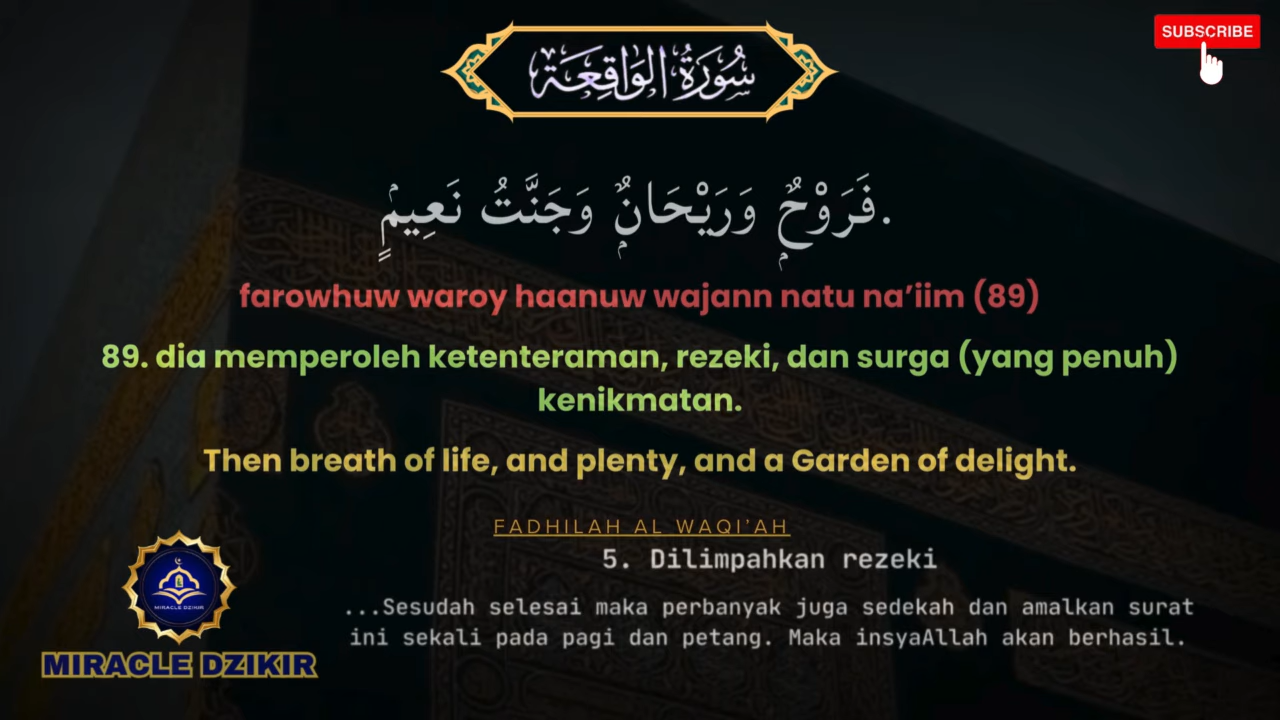 سُورَةُ الوَاقِعَة
SUBSCRIBE
فَرَوْحٌۭ وَرَيْحَانٌۭ وَجَنَّتُ نَعِيمٍۢ.
farowhuw waroy haanuw wajann natu na’iim (89)
89. dia memperoleh ketenteraman, rezeki, dan surga (yang penuh)
kenikmatan.
Then breath of life, and plenty, and a Garden of delight.
FADHILAH AL WAQI’AH
5. Dilimpahkan rezeki
...Sesudah selesai maka perbanyak juga sedekah dan amalkan surat
ini sekali pada pagi dan petang. Maka insyaAllah akan berhasil.
MIRACLE DZIKIR
MIRACLE DZIKIR